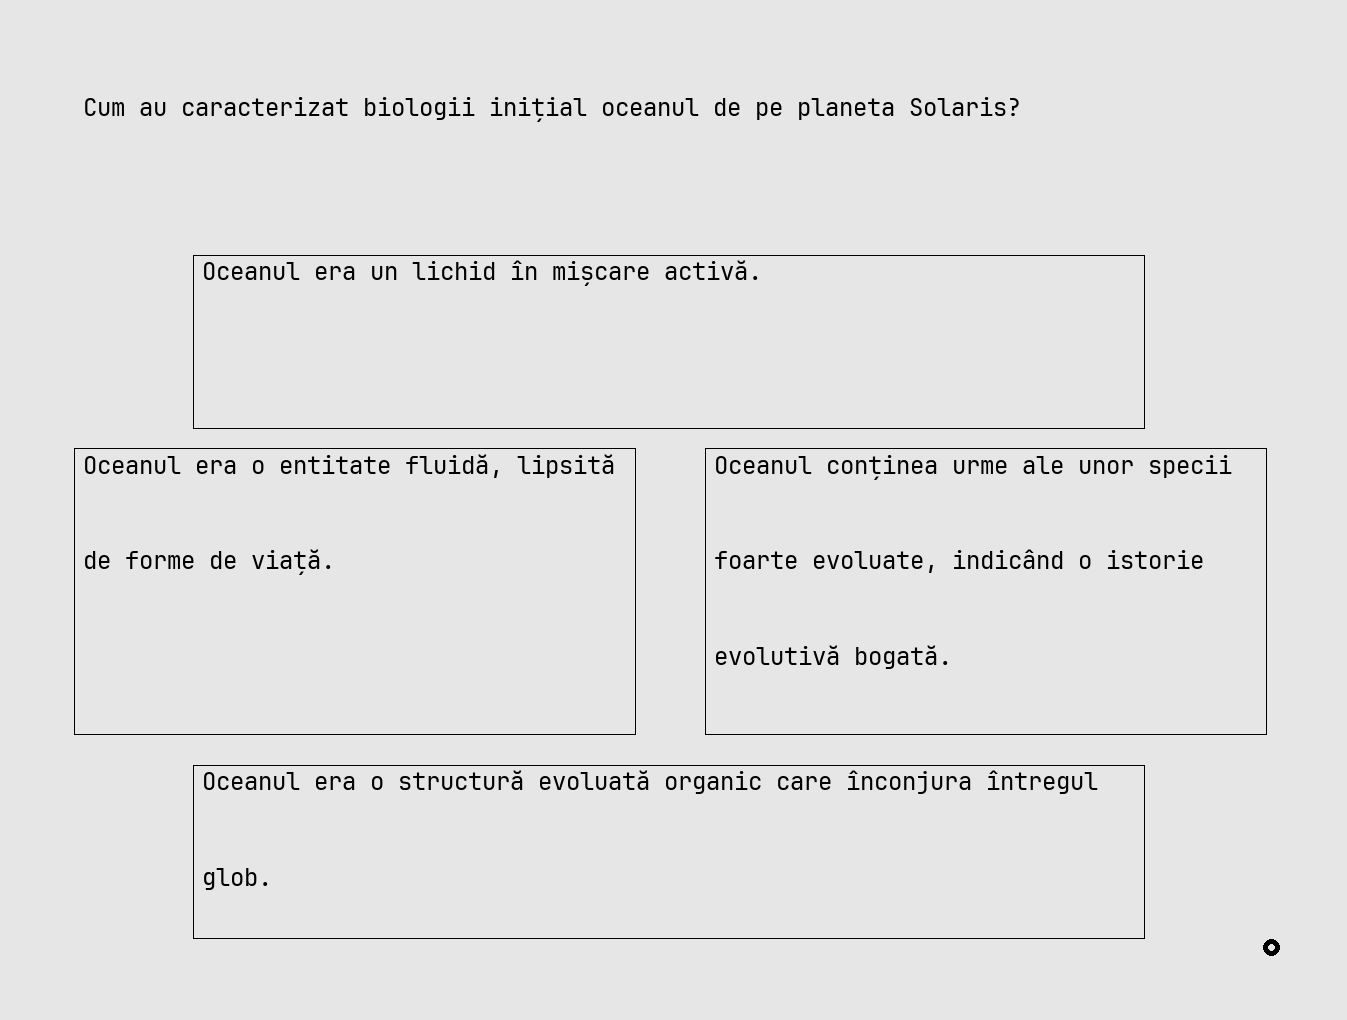 Cum au caracterizat biologii inițial oceanul de pe planeta Solaris?
Oceanul era un lichid în mișcare activă.
Oceanul era o entitate fluidă, lipsită
de forme de viață.
Oceanul conținea urme ale unor specii
foarte evoluate, indicând o istorie
evolutivă bogată.
Oceanul era o structură evoluată organic care înconjura întregul
glob.